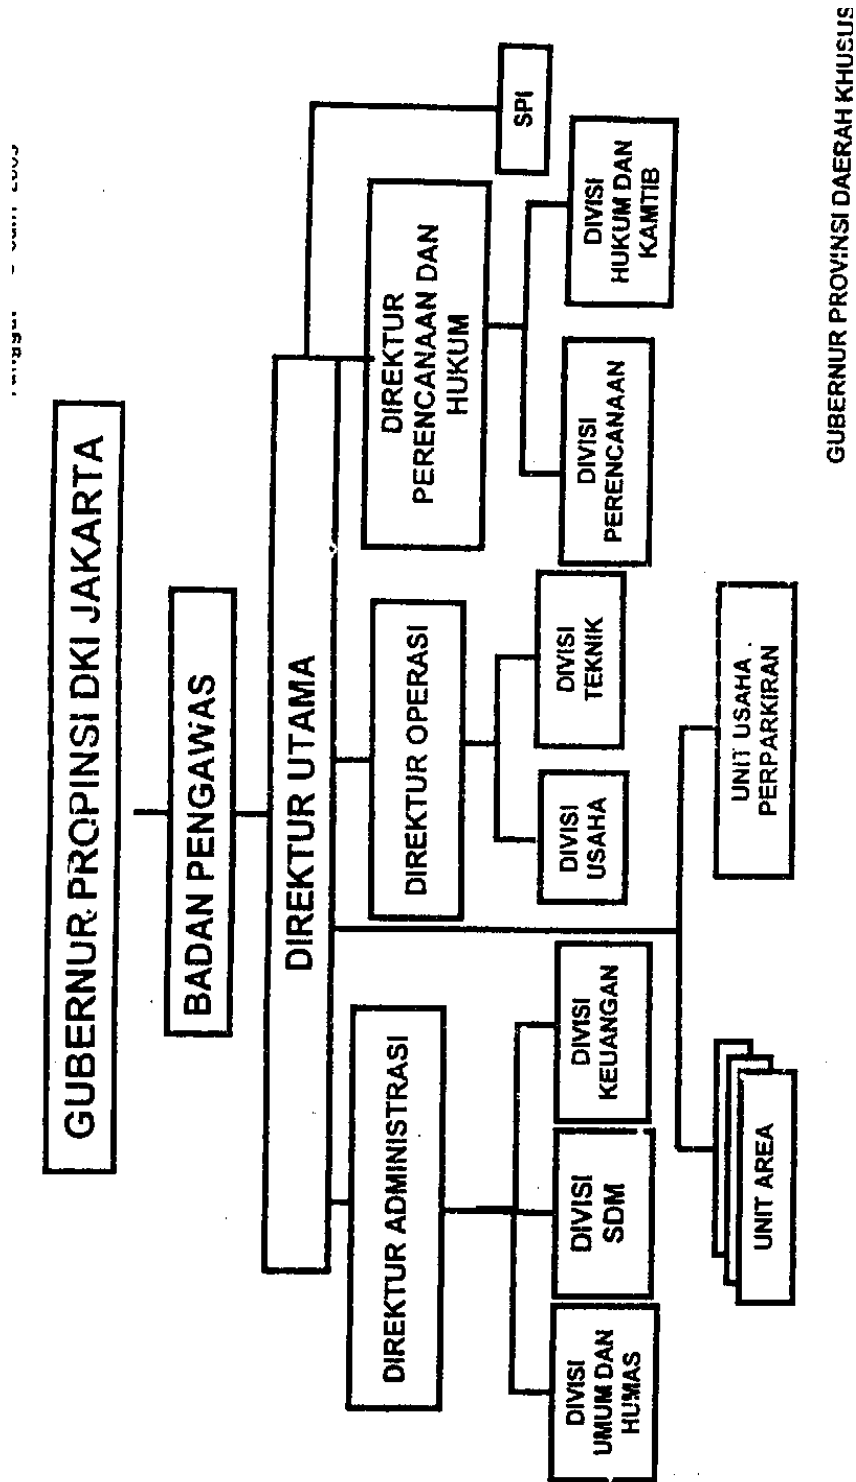 GUBERNUR PROPINSI DKI JAKARTA
BADAN PENGAWAS
DIREKTUR UTAMA
DIREKTUR ADMINISTRASI
DIREKTUR OPERASI
DIREKTUR
PERENCANAAN DAN
HUKUM
SPI
DIVISI
UMUM DAN
HUMAS
DIVISI
SDM
DIVISI
KEUANGAN
DIVISI
USAHA
DIVISI
TEKNIK
DIVISI
PERENCANAAN
DIVISI
HUKUM DAN
KAMTIB
UNIT AREA
UNIT USAHA
PERPARKIRAN
GUBERNUR PROVINSI DAERAH KHUSUS